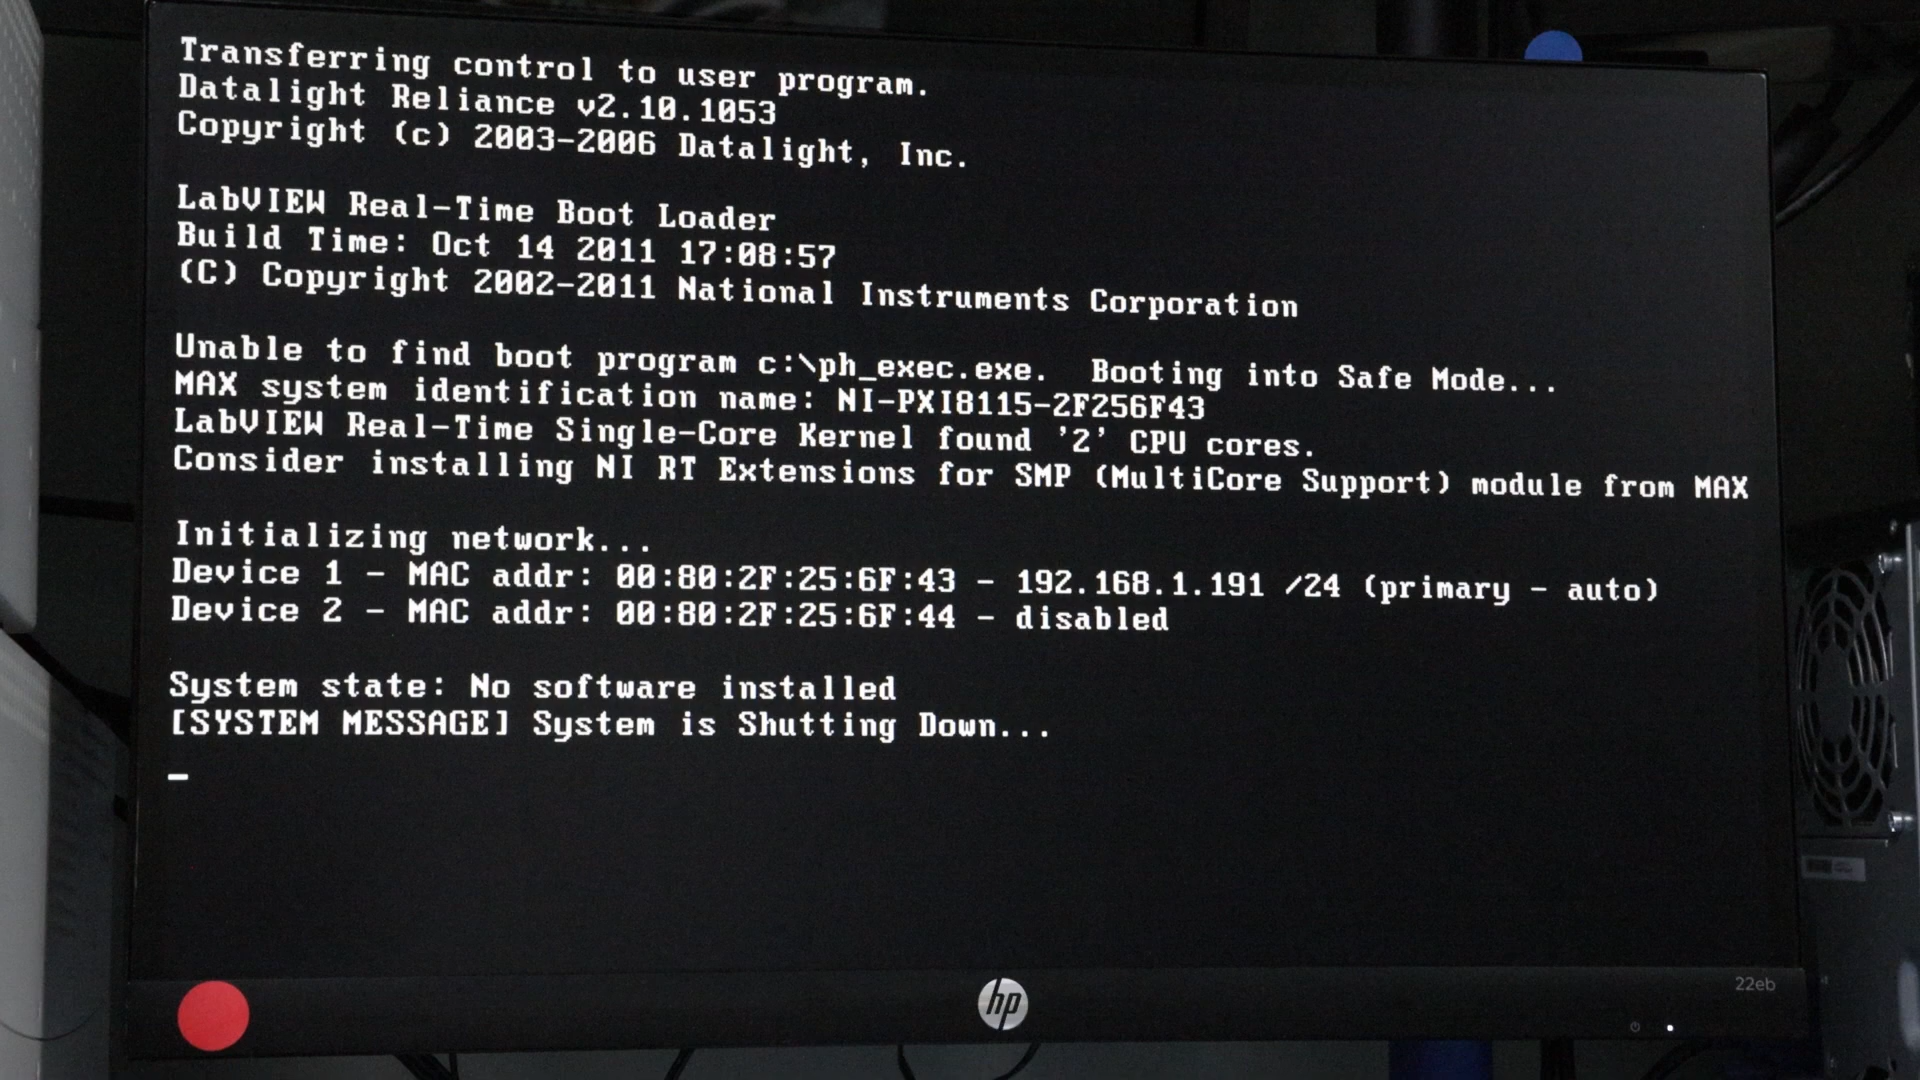 Transferring control to user program.
Datalight Reliance v2.10.1053
Copyright (c) 2003-2006 Datalight, Inc.
LabVIEW Real-Time Boot Loader
Build Time: Oct 14 2011 17:08:57
(C) Copyright 2002-2011 National Instruments Corporation
Unable to find boot program c:\ph_exec.exe.  Booting into Safe Mode...
MAX system identification name: NI-PXI8115-2F256F43
LabVIEW Real-Time Single-Core Kernel found '2' CPU cores.
Consider installing NI RT Extensions for SMP (MultiCore Support) module from MAX
Initializing network...
Device 1 - MAC addr: 00:80:2F:25:6F:43 - 192.168.1.191 /24 (primary - auto)
Device 2 - MAC addr: 00:80:2F:25:6F:44 - disabled
System state: No software installed
[SYSTEM MESSAGE] System is Shutting Down...
_
hp
22eb